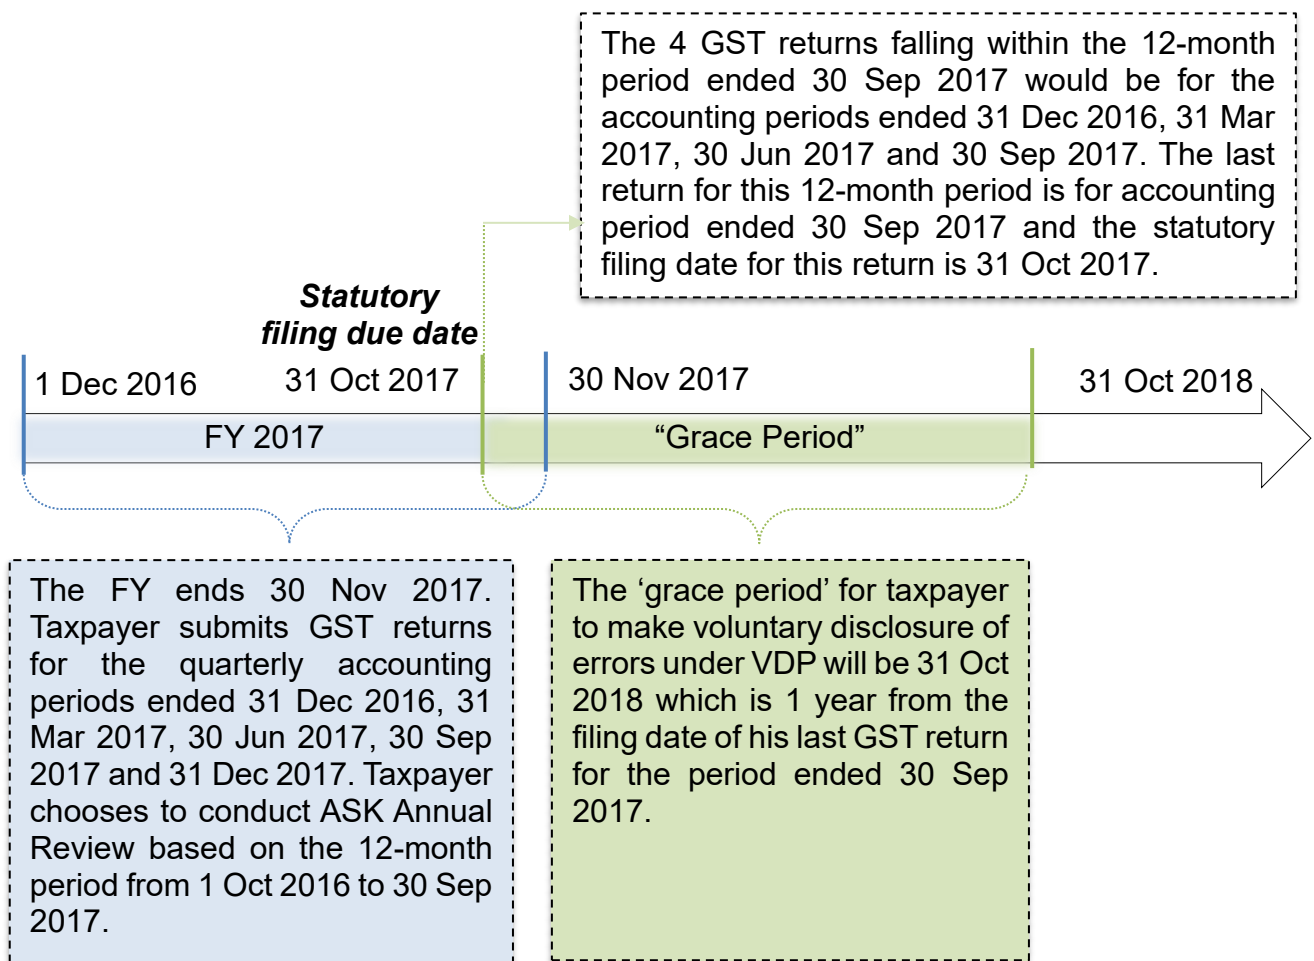 The 4 GST returns falling within the 12-month
period ended 30 Sep 2017 would be for the
accounting periods ended 31 Dec 2016, 31 Mar
2017, 30 Jun 2017 and 30 Sep 2017. The last
return for this 12-month period is for accounting
period ended 30 Sep 2017 and the statutory
filing date for this return is 31 Oct 2017.
Statutory
filing due date
1 Dec 2016
31 Oct 2017
30 Nov 2017
31 Oct 2018
FY 2017
“Grace Period”
The FY ends 30 Nov 2017.
Taxpayer submits GST returns
for the quarterly accounting
periods ended 31 Dec 2016, 31
Mar 2017, 30 Jun 2017, 30 Sep
2017 and 31 Dec 2017. Taxpayer
chooses to conduct ASK Annual
Review based on the 12-month
period from 1 Oct 2016 to 30 Sep
2017.
The ‘grace period’ for taxpayer
to make voluntary disclosure of
errors under VDP will be 31 Oct
2018 which is 1 year from the
filing date of his last GST return
for the period ended 30 Sep
2017.